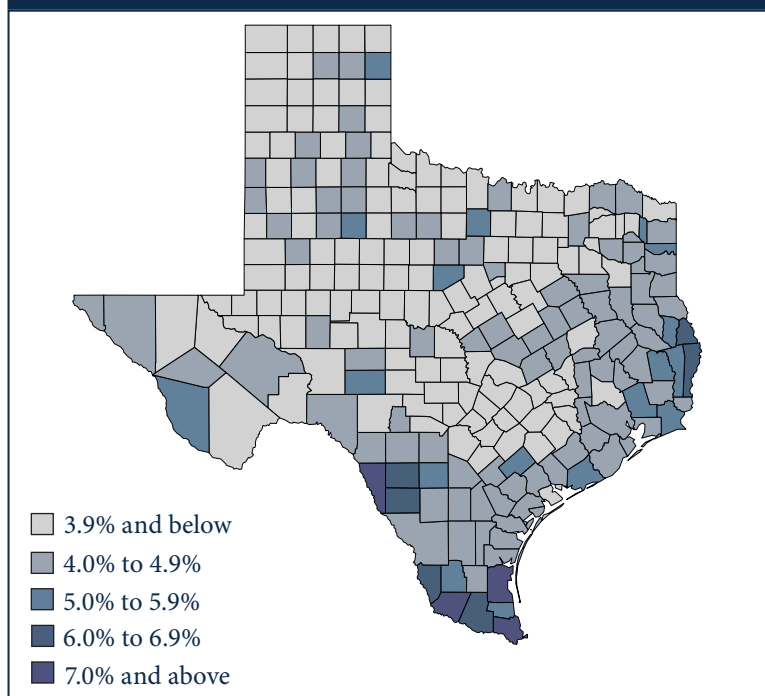 3.9% and below
4.0% to 4.9%
5.0% to 5.9%
6.0% to 6.9%
7.0% and above